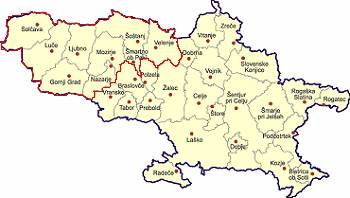 Solčava
Luče
Ljubno
Gornji Grad
Mozirje
Nazarje
Šoštanj
Šmartno
ob Paki
Velenje
Braslovče
Polzela
Vransko
Tabor
Prebold
Žalec
Dobrna
Vitanje
Zreče
Vojnik
Slovenske
Konjice
Celje
Štore
Šentjur
pri Celju
Šmarje
pri Jelšah
Rogaška
Slatina
Rogatec
Podčetrtek
Laško
Dobje
Kozje
Bistrica
ob Sotli
Radeče